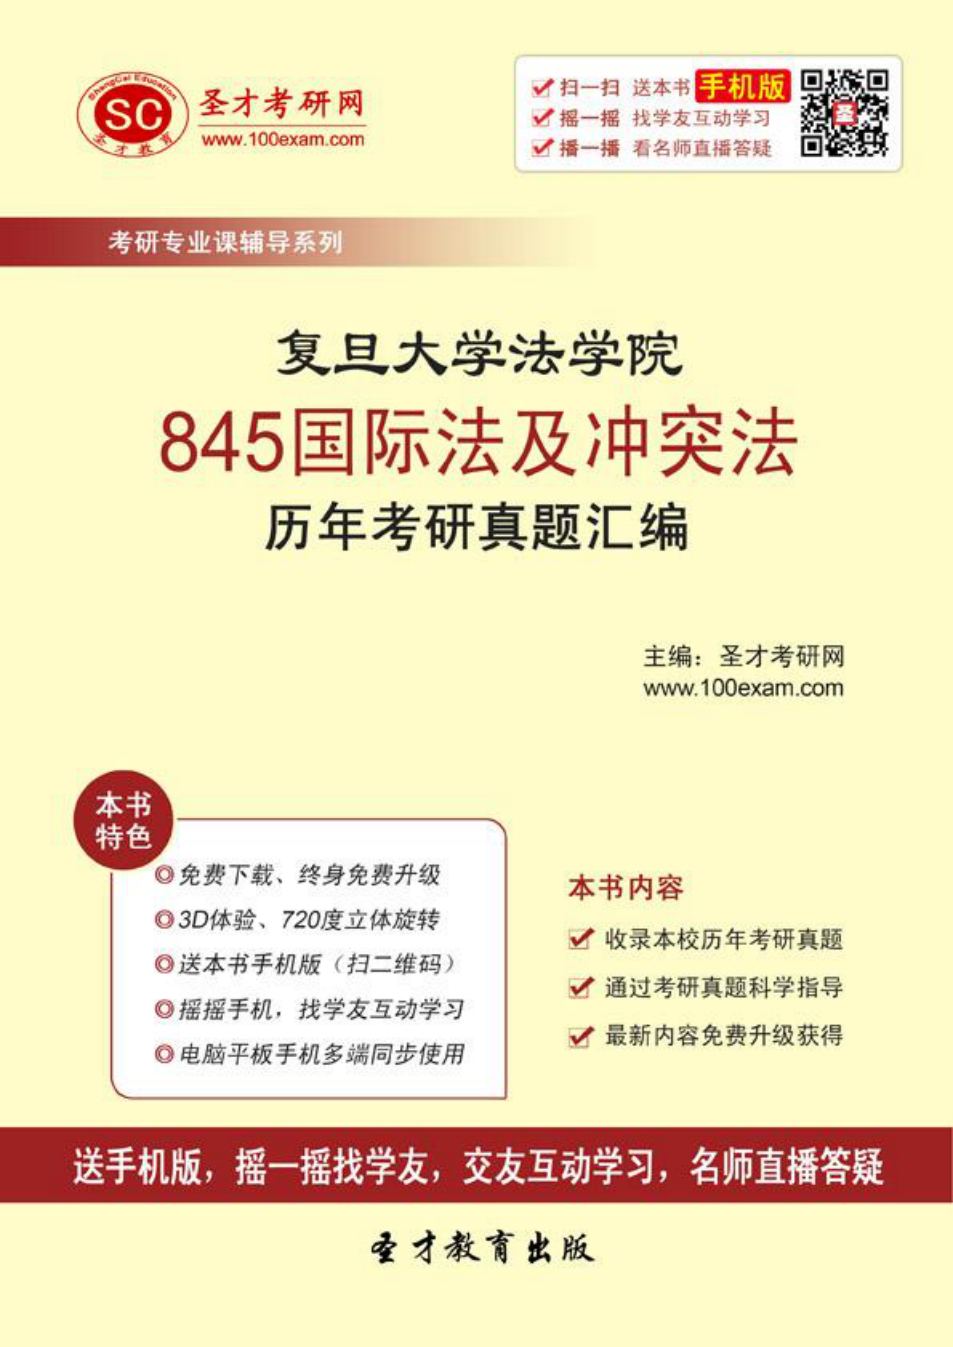 ShengCai Education
SC
圣才教育
圣才考研网
www.100exam.com
扫一扫 送本书 手机版
摇一摇 找学友互动学习
播一播 看名师直播答疑
圣
考研专业课辅导系列
复旦大学法学院
845国际法及冲突法
历年考研真题汇编
主编：圣才考研网
www.100exam.com
本书
特色
◎免费下载、终身免费升级
◎3D体验、720度立体旋转
◎送本书手机版（扫二维码）
◎摇摇手机，找学友互动学习
◎电脑平板手机多端同步使用
本书内容
收录本校历年考研真题
通过考研真题科学指导
最新内容免费升级获得
送手机版，摇一摇找学友，交友互动学习，名师直播答疑
圣才教育出版